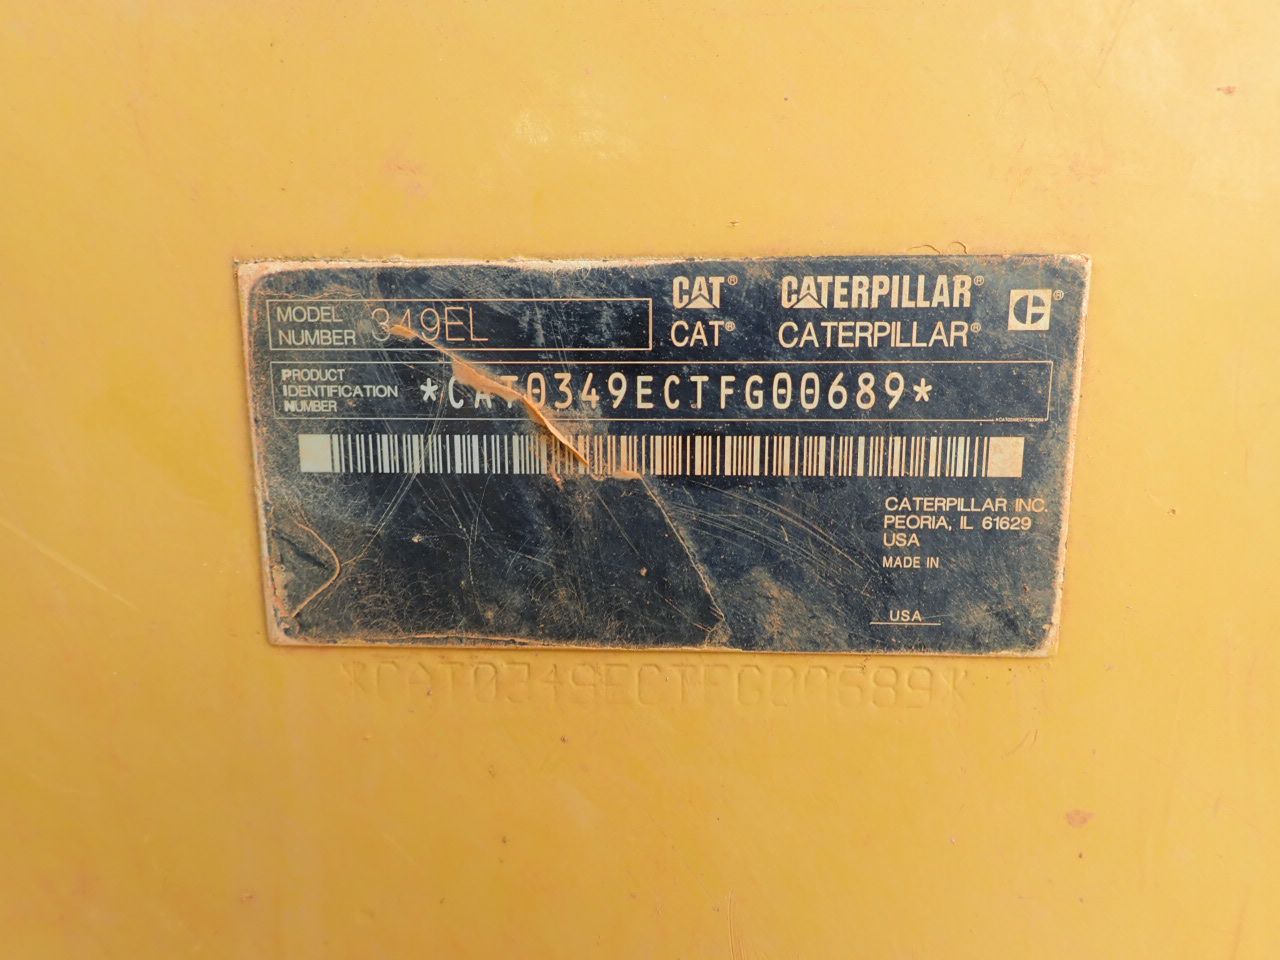 MODEL NUMBER 349EL
CAT® CATERPILLAR®
CAT® CATERPILLAR®
PRODUCT IDENTIFICATION NUMBER *CAT0349ECTFG00689*
CATERPILLAR INC.
PEORIA, IL 61629
USA
MADE IN
USA
*CAT0349ECTFG00689*